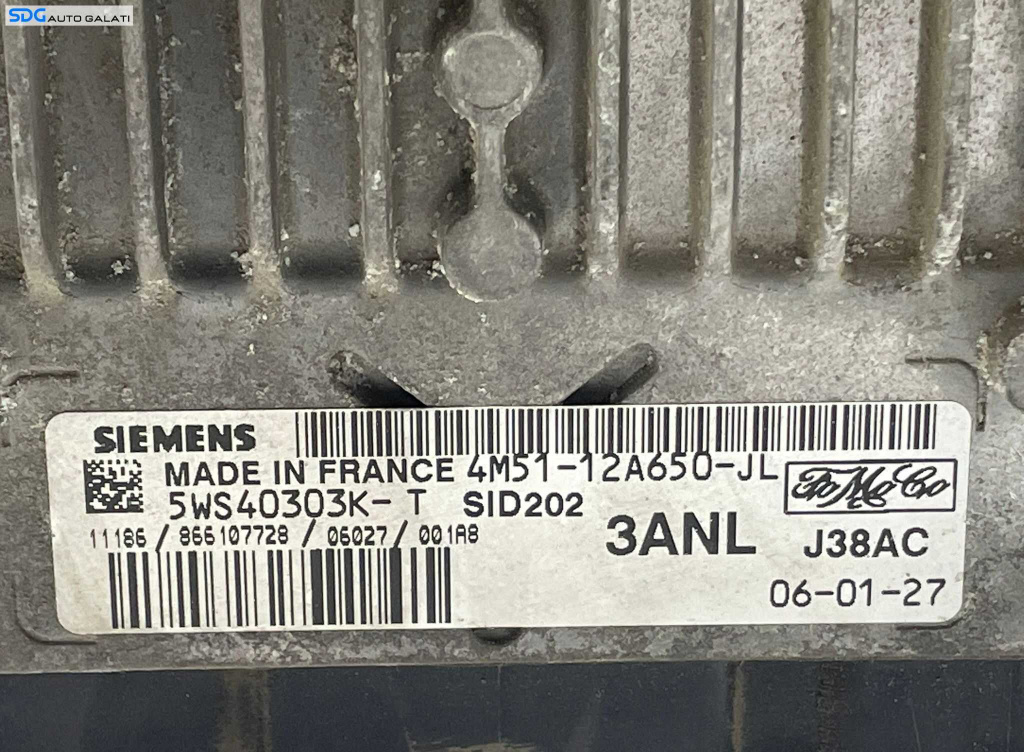 SDG AUTO GALATI
SIEMENS
MADE IN FRANCE 4M51-12A650-JL
FoMoCo
5WS40303K- T SID202
11186 / 866107728 / 06027 / 001A8
3ANL J38AC
06-01-27